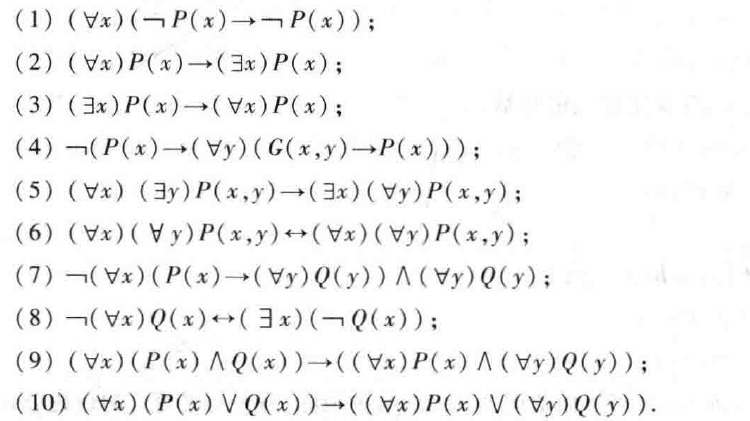 (1) (∀x)(¬P(x)→¬P(x));
(2) (∀x)P(x)→(∃x)P(x);
(3) (∃x)P(x)→(∀x)P(x);
(4) ¬(P(x)→(∀y)(G(x,y)→P(x)));
(5) (∀x) (∃y)P(x,y)→(∃x)(∀y)P(x,y);
(6) (∀x)(∀y)P(x,y)↔(∀x)(∀y)P(x,y);
(7) ¬(∀x)(P(x)→(∀y)Q(y))∧(∀y)Q(y);
(8) ¬(∀x)Q(x)↔(∃x)(¬Q(x));
(9) (∀x)(P(x)∧Q(x))→((∀x)P(x)∧(∀y)Q(y));
(10) (∀x)(P(x)∨Q(x))→((∀x)P(x)∨(∀y)Q(y)).